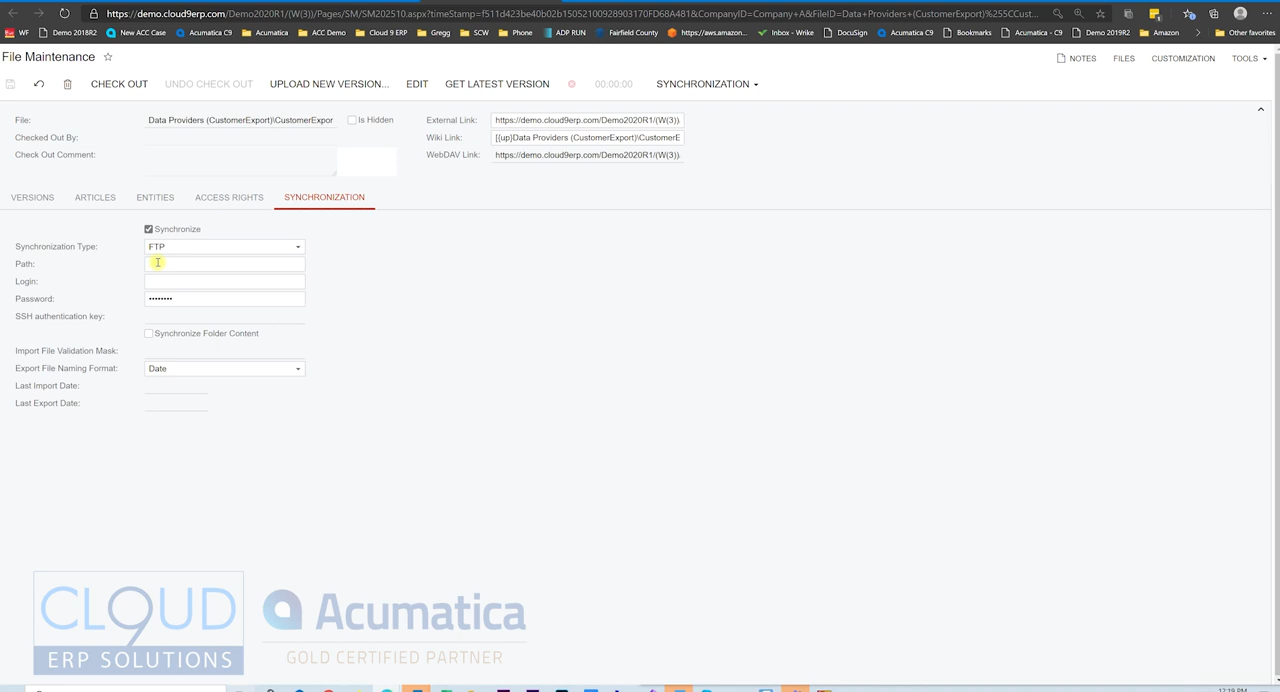 https://demo.cloud9erp.com/Demo2020R1/(W(3))/Pages/SM/SM202510.aspx?timeStamp=f511d423be40b02b15052100928903170FD68A481&CompanyID=Company+A&FileID=Data+Providers+(CustomerExport)%255CCust...
WF Demo 2018R2 New ACC Case Acumatica C9 Acumatica ACC Demo Cloud 9 ERP Gregg SCW Phone ADP RUN Fairfield County https://aws.amazon... Inbox - Wrike DocuSign Acumatica C9 Bookmarks Acumatica - C9 Demo 2019R2 Amazon Other favorites
File Maintenance
NOTES FILES CUSTOMIZATION TOOLS
CHECK OUT UNDO CHECK OUT UPLOAD NEW VERSION... EDIT GET LATEST VERSION 00:00:00 SYNCHRONIZATION
File: Data Providers (CustomerExport)\CustomerExpor Is Hidden External Link: https://demo.cloud9erp.com/Demo2020R1/(W(3)).
Checked Out By: Wiki Link: [{up}Data Providers (CustomerExport)\CustomerE
Check Out Comment: WebDAV Link: https://demo.cloud9erp.com/Demo2020R1/(W(3)).
VERSIONS ARTICLES ENTITIES ACCESS RIGHTS SYNCHRONIZATION
Synchronize
Synchronization Type: FTP
Path:
Login:
Password: ••••••••
SSH authentication key:
Synchronize Folder Content
Import File Validation Mask:
Export File Naming Format: Date
Last Import Date:
Last Export Date:
CLOUD 9
ERP SOLUTIONS
Acumatica
GOLD CERTIFIED PARTNER